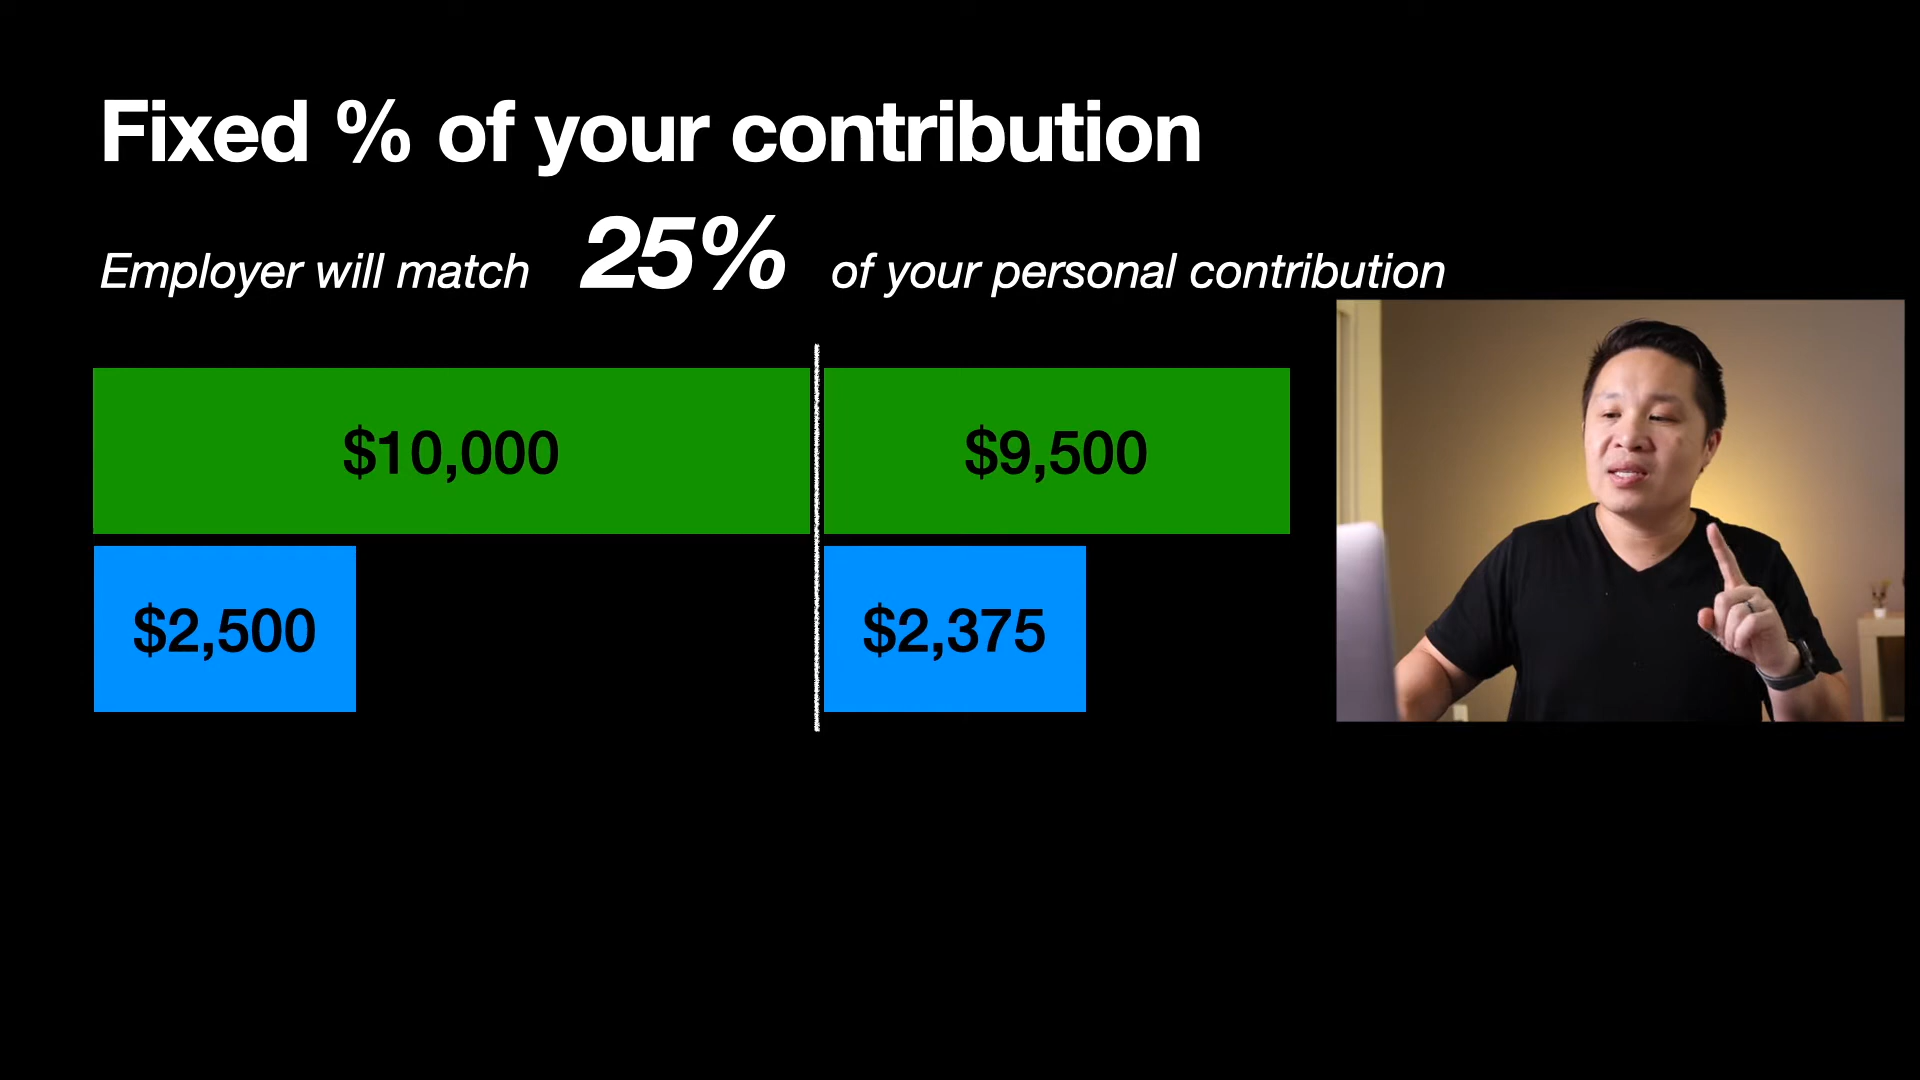 Fixed % of your contribution
Employer will match 25% of your personal contribution
$10,000 $9,500
$2,500 $2,375